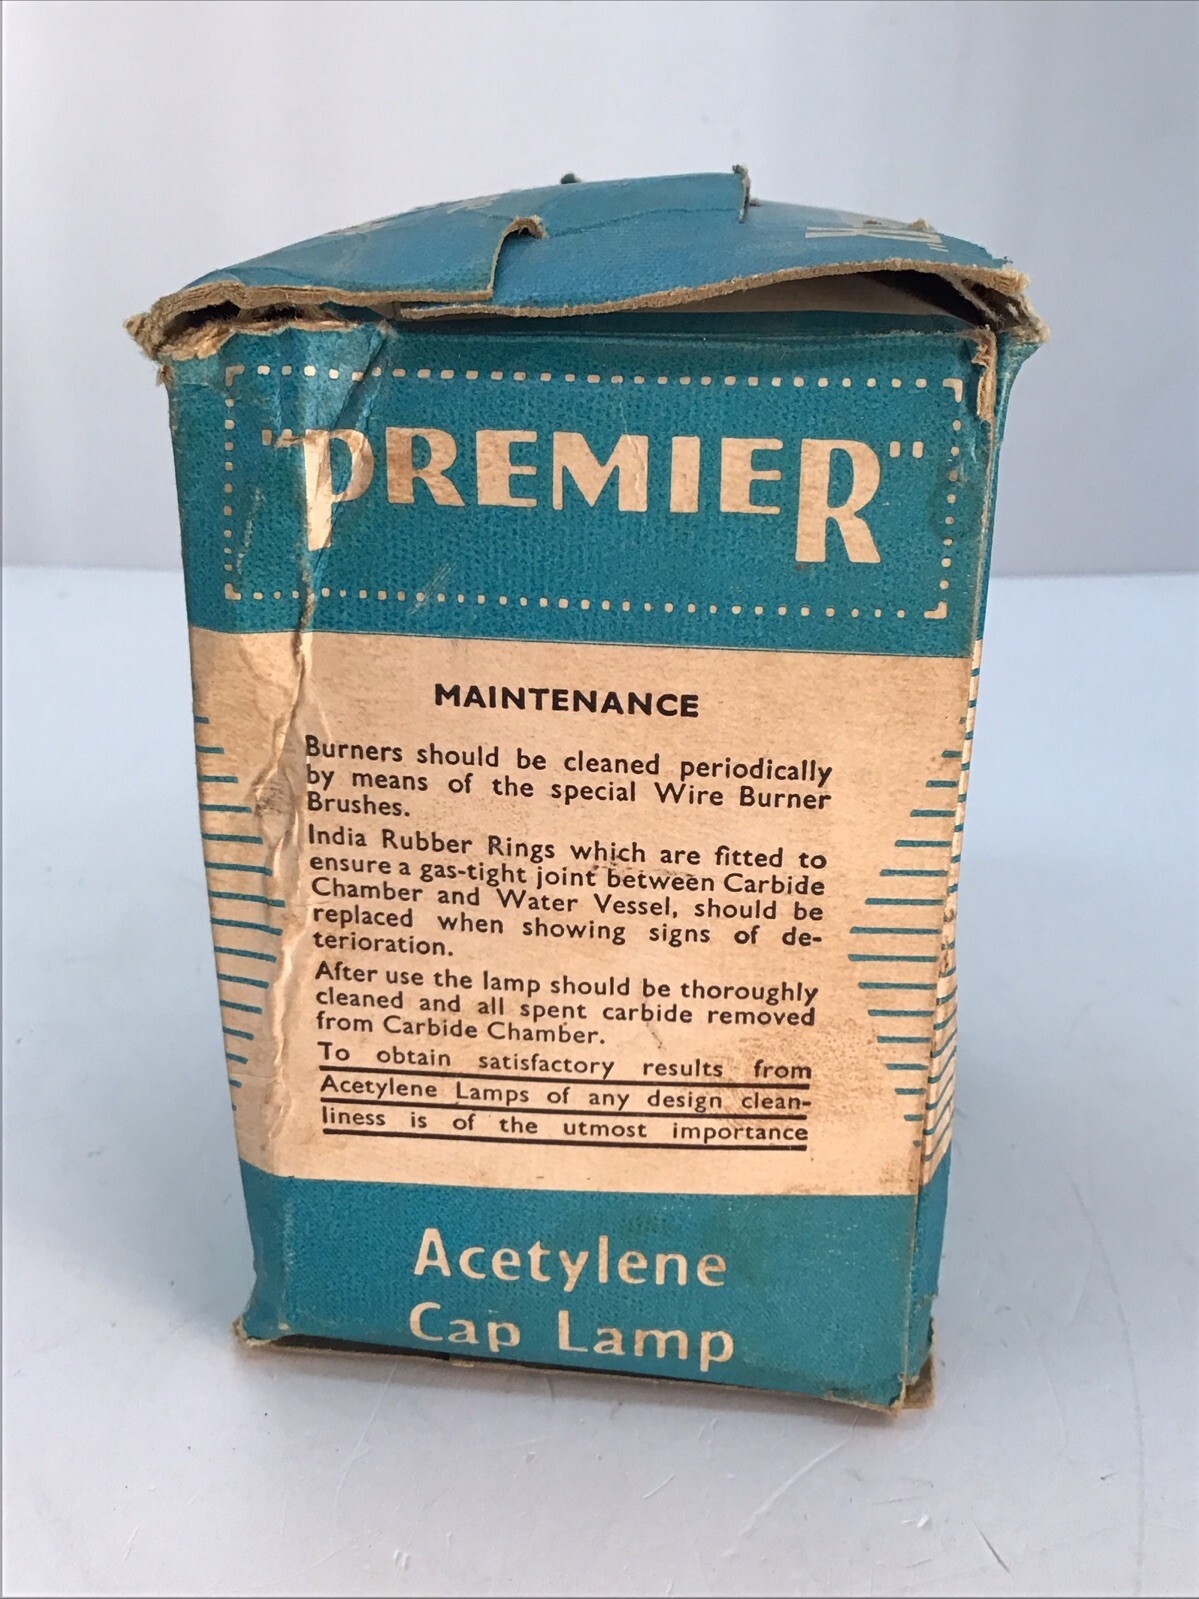 "PREMIER"
MAINTENANCE
Burners should be cleaned periodically
by means of the special Wire Burner
Brushes.
India Rubber Rings which are fitted to
ensure a gas-tight joint between Carbide
Chamber and Water Vessel, should be
replaced when showing signs of de-
terioration.
After use the lamp should be thoroughly
cleaned and all spent carbide removed
from Carbide Chamber.
To obtain satisfactory results from
Acetylene Lamps of any design clean-
liness is of the utmost importance
Acetylene
Cap Lamp